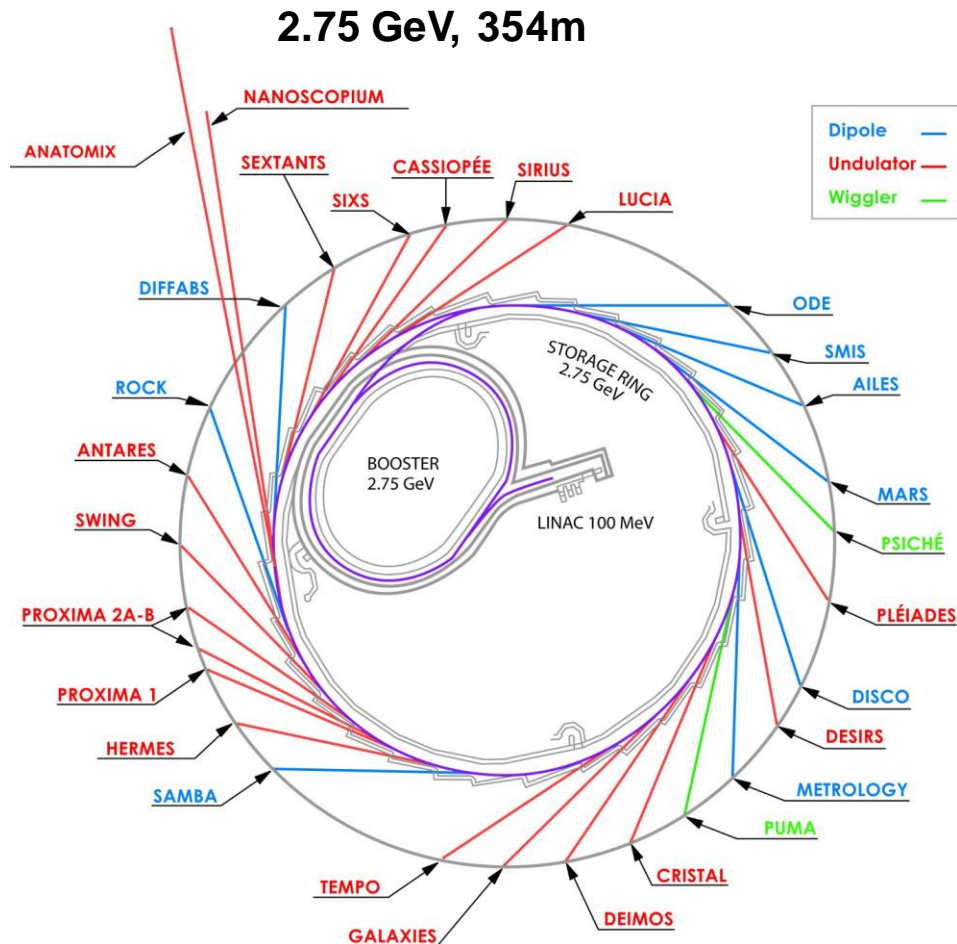 2.75 GeV, 354m
NANOSCOPIUM
ANATOMIX
SEXTANTS
CASSIOPÉE
SIRIUS
SIXS
LUCIA
Dipole
Undulator
Wiggler
DIFFABS
ODE
ROCK
STORAGE RING
2.75 GeV
SMIS
AILES
ANTARES
BOOSTER
2.75 GeV
MARS
SWING
LINAC 100 MeV
PSICHÉ
PROXIMA 2A-B
PLÉIADES
PROXIMA 1
DISCO
HERMES
DESIRS
SAMBA
METROLOGY
PUMA
TEMPO
CRISTAL
GALAXIES
DEIMOS